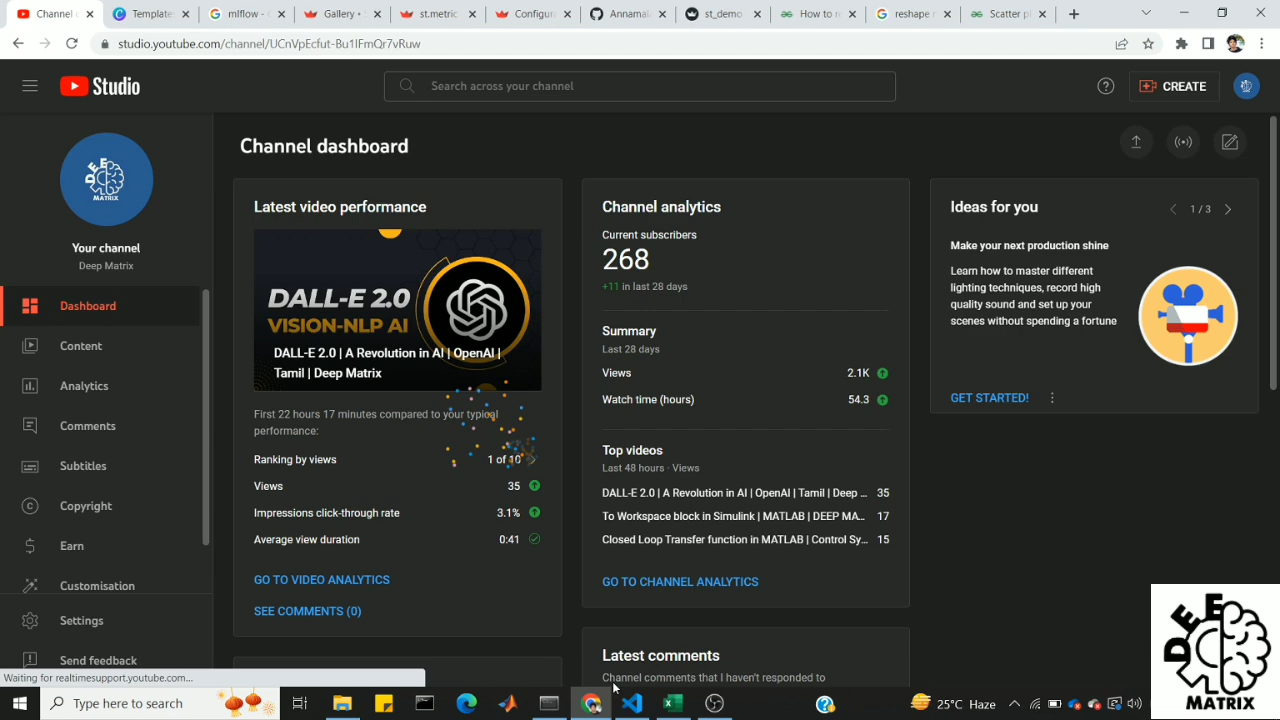 Channel c
Templates
mlflow - G
Gallery •
st.metric
Configura
Annamal
st_demo
How to re
reshape m
Scatter pl
studio.youtube.com/channel/UCnVpEcfut-Bu1lFmQr7vRuw
Studio
Search across your channel
CREATE
DEE
MATRIX
Your channel
Deep Matrix
Dashboard
Content
Analytics
Comments
Subtitles
Copyright
Earn
Customisation
Settings
Send feedback
Channel dashboard
Latest video performance
DALL-E 2.0
VISION-NLP AI
DALL-E 2.0 | A Revolution in AI | OpenAI |
Tamil | Deep Matrix
First 22 hours 17 minutes compared to your typical
performance:
Ranking by views 1 of 10
Views 35
Impressions click-through rate 3.1%
Average view duration 0:41
GO TO VIDEO ANALYTICS
SEE COMMENTS (0)
Channel analytics
Current subscribers
268
+11 in last 28 days
Summary
Last 28 days
Views 2.1K
Watch time (hours) 54.3
Top videos
Last 48 hours · Views
DALL-E 2.0 | A Revolution in AI | OpenAI | Tamil | Deep ... 35
To Workspace block in Simulink | MATLAB | DEEP MA... 17
Closed Loop Transfer function in MATLAB | Control Sy... 15
GO TO CHANNEL ANALYTICS
Latest comments
Channel comments that I haven't responded to
Ideas for you
1 / 3
Make your next production shine
Learn how to master different
lighting techniques, record high
quality sound and set up your
scenes without spending a fortune
GET STARTED!
DEE
MATRIX
Waiting for realtimesupport.youtube.com...
Type here to search
25°C Haze